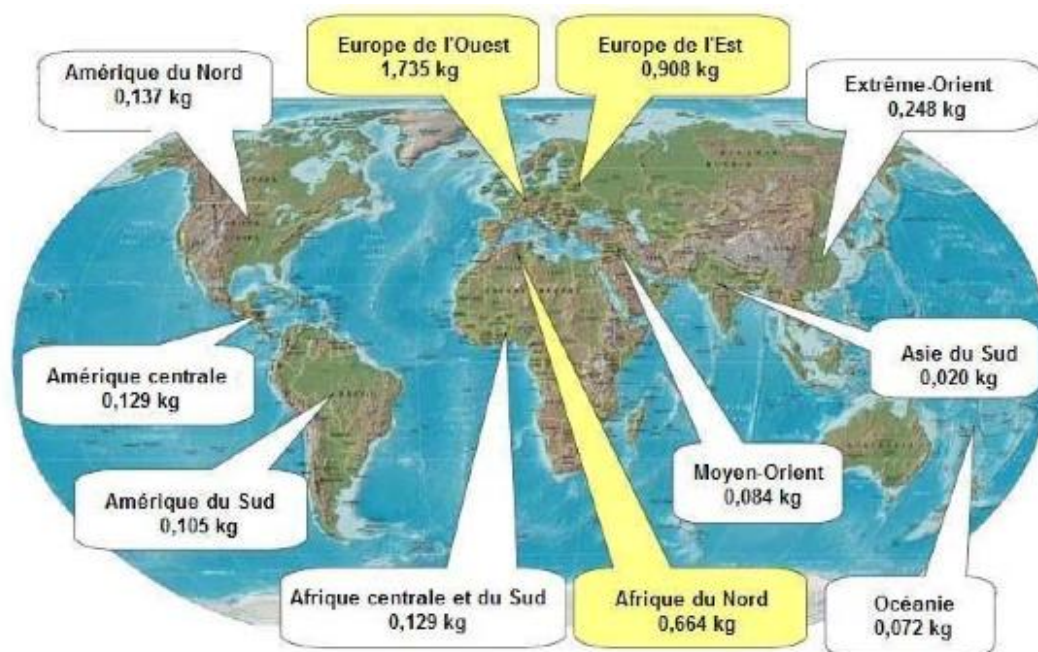 Europe de l'Ouest
1,735 kg
Europe de l'Est
0,908 kg
Amérique du Nord
0,137 kg
Extrême-Orient
0,248 kg
Amérique centrale
0,129 kg
Asie du Sud
0,020 kg
Amérique du Sud
0,105 kg
Moyen-Orient
0,084 kg
Afrique centrale et du Sud
0,129 kg
Afrique du Nord
0,664 kg
Océanie
0,072 kg